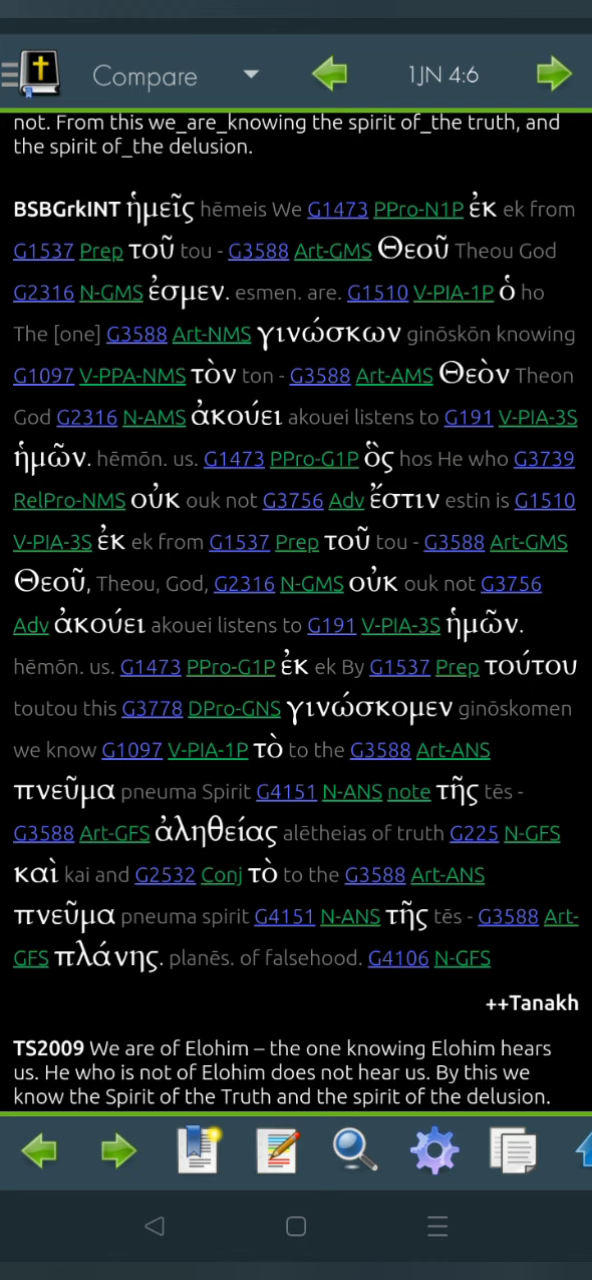 Compare 1JN 4:6
not. From this we_are_knowing the spirit of_the truth, and
the spirit of_the delusion.
BSBGrkINT ἡμεῖς hēmeis We G1473 PPro-N1P ἐκ ek from
G1537 Prep τοῦ tou - G3588 Art-GMS Θεοῦ Theou God
G2316 N-GMS ἐσμεν. esmen. are. G1510 V-PIA-1P ὁ ho
The [one] G3588 Art-NMS γινώσκων ginōskōn knowing
G1097 V-PPA-NMS τὸν ton - G3588 Art-AMS Θεὸν Theon
God G2316 N-AMS ἀκούει akouei listens to G191 V-PIA-3S
ἡμῶν. hēmōn. us. G1473 PPro-G1P ὃς hos He who G3739
RelPro-NMS οὐκ ouk not G3756 Adv ἔστιν estin is G1510
V-PIA-3S ἐκ ek from G1537 Prep τοῦ tou - G3588 Art-GMS
Θεοῦ, Theou, God, G2316 N-GMS οὐκ ouk not G3756
Adv ἀκούει akouei listens to G191 V-PIA-3S ἡμῶν.
hēmōn. us. G1473 PPro-G1P ἐκ ek By G1537 Prep τούτου
toutou this G3778 DPro-GNS γινώσκομεν ginōskomen
we know G1097 V-PIA-1P τὸ to the G3588 Art-ANS
πνεῦμα pneuma Spirit G4151 N-ANS note τῆς tēs -
G3588 Art-GFS ἀληθείας alētheias of truth G225 N-GFS
καὶ kai and G2532 Conj τὸ to the G3588 Art-ANS
πνεῦμα pneuma spirit G4151 N-ANS τῆς tēs - G3588 Art-
GFS πλάνης. planēs. of falsehood. G4106 N-GFS
++Tanakh
TS2009 We are of Elohim – the one knowing Elohim hears
us. He who is not of Elohim does not hear us. By this we
know the Spirit of the Truth and the spirit of the delusion.